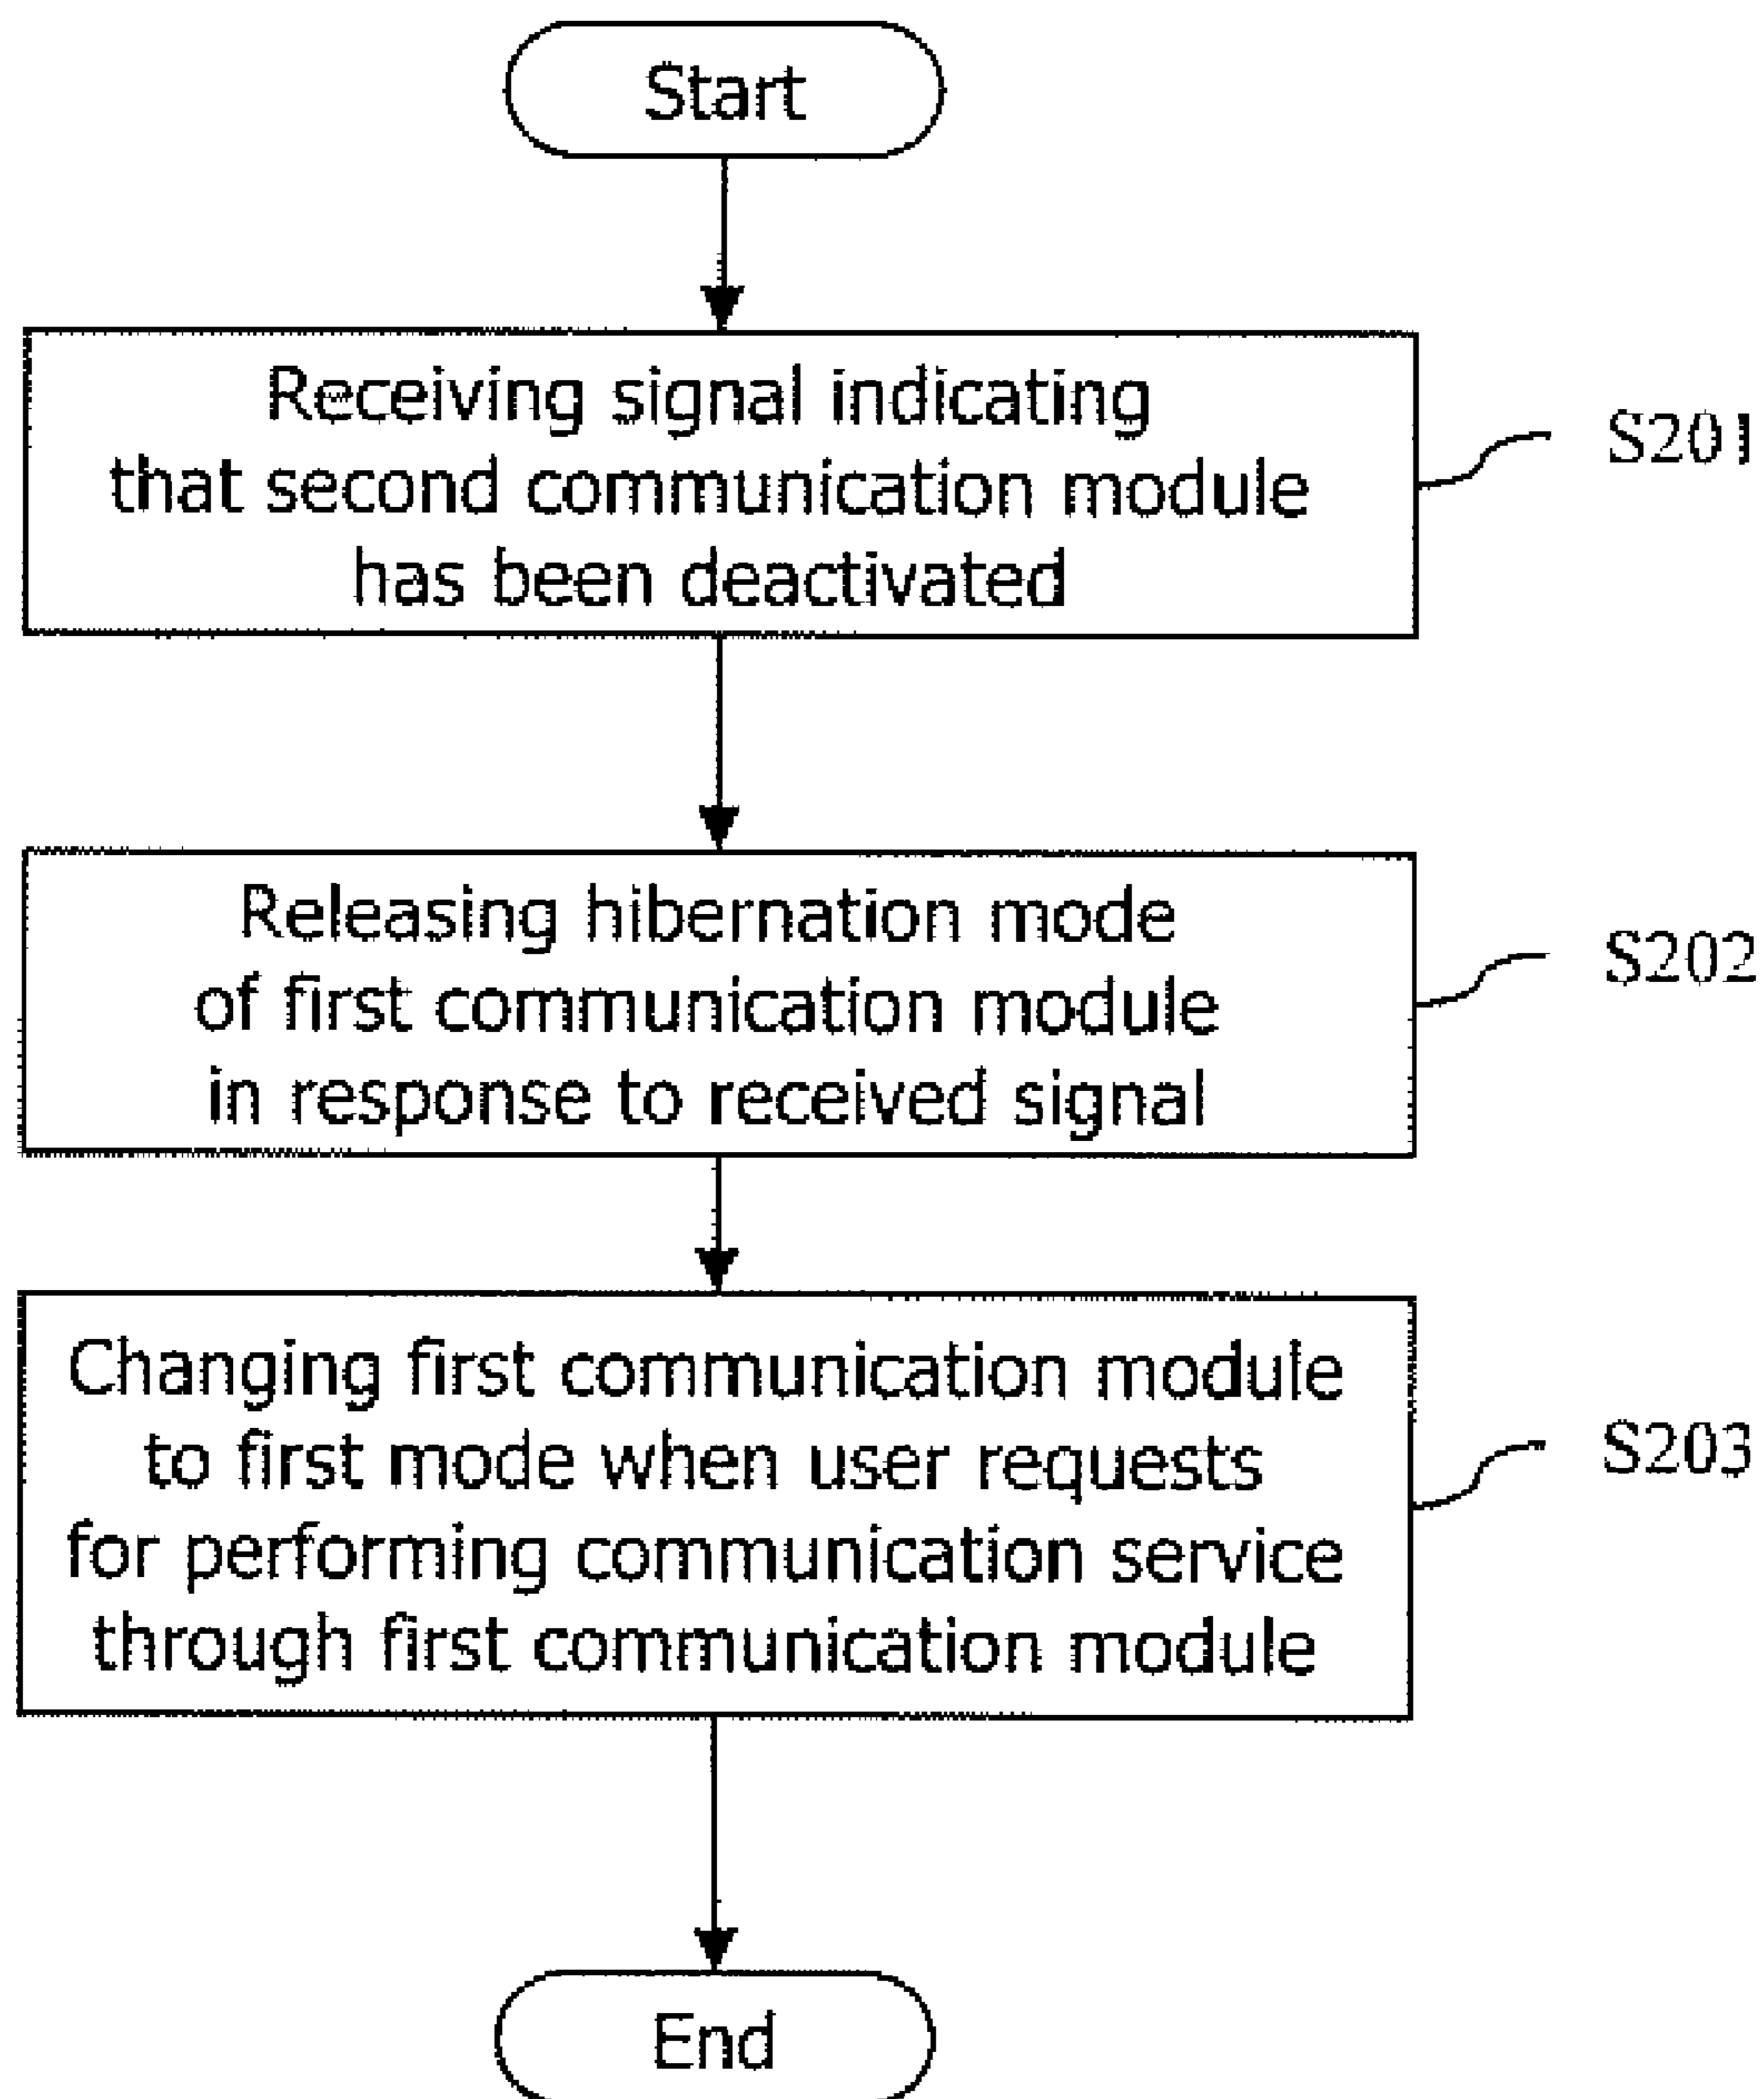 Start
Receiving signal indicating
that second communication module
has been deactivated
S201
Releasing hibernation mode
of first communication module
in response to received signal
S202
Changing first communication module
to first mode when user requests
for performing communication service
through first communication module
S203
End